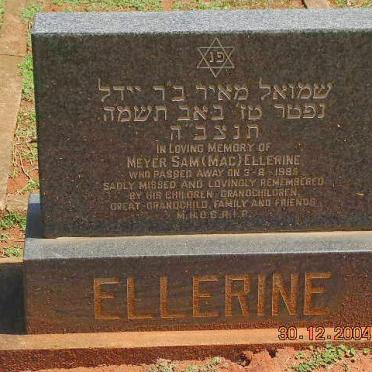 פנ
שמואל מאיר ב״ר יידל
נפטר טז׳ באב תשמה
תנצב״ה
IN LOVING MEMORY OF
MEYER SAM (MAC) ELLERINE
WHO PASSED AWAY ON 3-8-1985
SADLY MISSED AND LOVINGLY REMEMBERED
BY HIS CHILDREN, GRANDCHILDREN,
GREAT-GRANDCHILD, FAMILY AND FRIENDS
M.H.D.S.R.I.P.
ELLERINE
30.12.2004